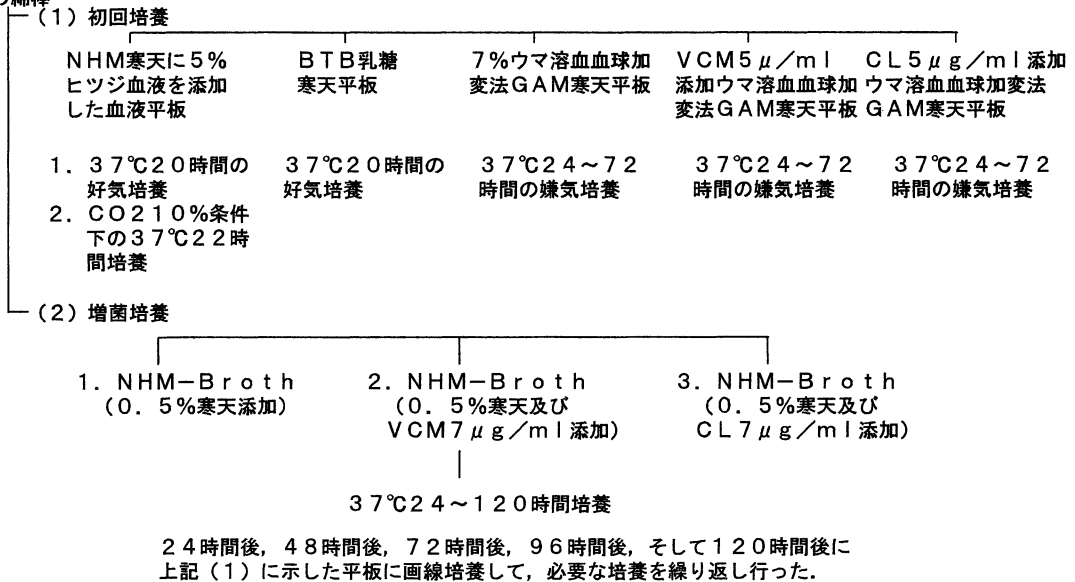 (1)初回培養
NHM寒天に5%
ヒツジ血液を添加
した血液平板
BTB乳糖
寒天平板
7%ウマ溶血血球加
変法GAM寒天平板
VCM5μ/ml
添加ウマ溶血血球加
変法GAM寒天平板
CL5μg/ml添加
ウマ溶血血球加変法
GAM寒天平板
1.37℃20時間の
好気培養
2.CO210%条件
下の37℃22時
間培養
37℃20時間の
好気培養
37℃24~72
時間の嫌気培養
37℃24~72
時間の嫌気培養
37℃24~72
時間の嫌気培養
(2)増菌培養
1.NHM-Broth
(0.5%寒天添加)
2.NHM-Broth
(0.5%寒天及び
VCM7μg/ml添加)
3.NHM-Broth
(0.5%寒天及び
CL7μg/ml添加)
37℃24~120時間培養
24時間後,48時間後,72時間後,96時間後,そして120時間後に
上記(1)に示した平板に画線培養して,必要な培養を繰り返し行った.